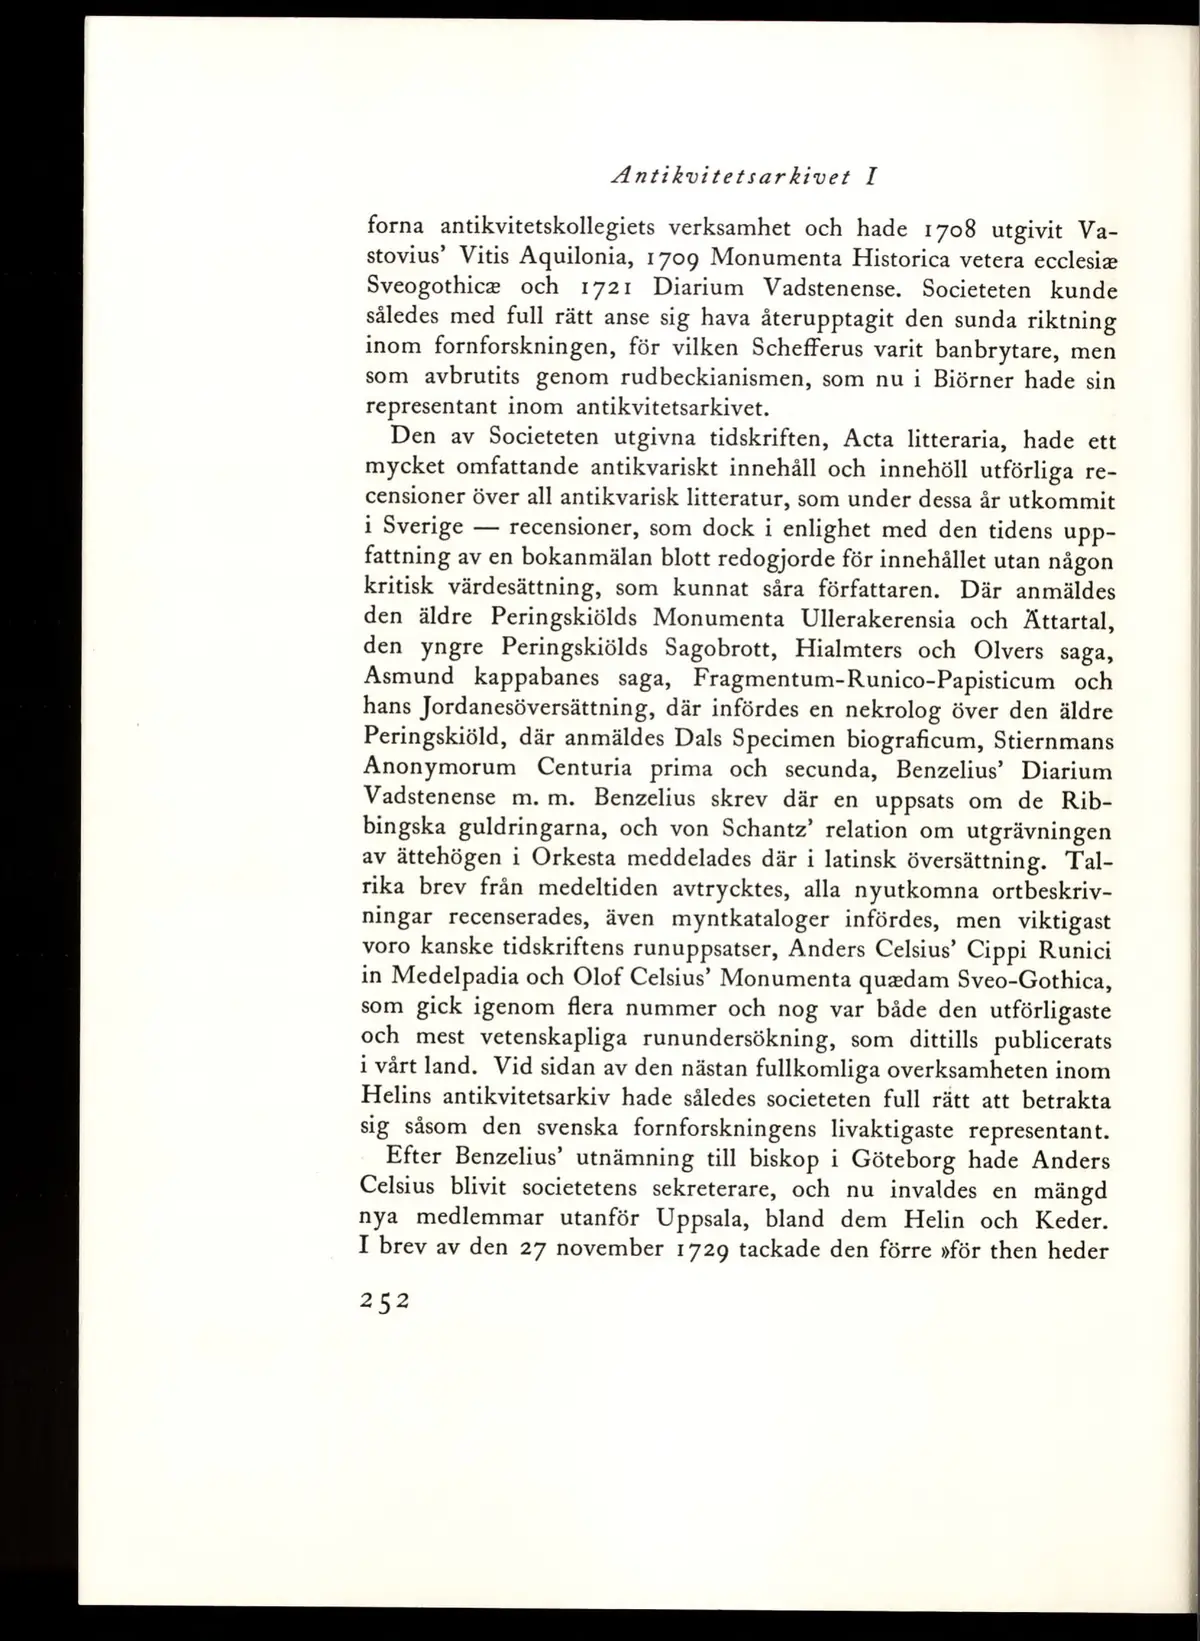 Antikvitetsarkivet I
forna antikvitetskollegiets verksamhet och hade 1708 utgivit Va-
stovius’ Vitis Aquilonia, 1709 Monumenta Historica vetera ecclesiæ
Sveogothicæ och 1721 Diarium Vadstenense. Societeten kunde
således med full rätt anse sig hava återupptagit den sunda riktning
inom fornforskningen, för vilken Schefferus varit banbrytare, men
som avbrutits genom rudbeckianismen, som nu i Biörner hade sin
representant inom antikvitetsarkivet.
Den av Societeten utgivna tidskriften, Acta litteraria, hade ett
mycket omfattande antikvariskt innehåll och innehöll utförliga re-
censioner över all antikvarisk litteratur, som under dessa år utkommit
i Sverige — recensioner, som dock i enlighet med den tidens upp-
fattning av en bokanmälan blott redogjorde för innehållet utan någon
kritisk värdesättning, som kunnat såra författaren. Där anmäldes
den äldre Peringskiölds Monumenta Ullerakerensia och Ättartal,
den yngre Peringskiölds Sagobrott, Hialmters och Olvers saga,
Asmund kappabanes saga, Fragmentum-Runico-Papisticum och
hans Jordanesöversättning, där infördes en nekrolog över den äldre
Peringskiöld, där anmäldes Dals Specimen biograficum, Stiernmans
Anonymorum Centuria prima och secunda, Benzelius’ Diarium
Vadstenense m. m. Benzelius skrev där en uppsats om de Rib-
bingska guldringarna, och von Schantz’ relation om utgrävningen
av ättehögen i Orkesta meddelades där i latinsk översättning. Tal-
rika brev från medeltiden avtrycktes, alla nyutkomna ortbeskriv-
ningar recenserades, även myntkataloger infördes, men viktigast
voro kanske tidskriftens runuppsatser, Anders Celsius’ Cippi Runici
in Medelpadia och Olof Celsius’ Monumenta quædam Sveo-Gothica,
som gick igenom flera nummer och nog var både den utförligaste
och mest vetenskapliga runundersökning, som dittills publicerats
i vårt land. Vid sidan av den nästan fullkomliga overksamheten inom
Helins antikvitetsarkiv hade således societeten full rätt att betrakta
sig såsom den svenska fornforskningens livaktigaste representant.
Efter Benzelius’ utnämning till biskop i Göteborg hade Anders
Celsius blivit societetens sekreterare, och nu invaldes en mängd
nya medlemmar utanför Uppsala, bland dem Helin och Keder.
I brev av den 27 november 1729 tackade den förre »för then heder
252